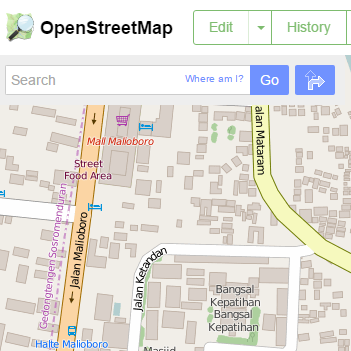 OpenStreetMap
Edit
History
Search
Where am I?
Go
Mall Malioboro
Jalan Mataram
Street
Food Area
Gedongtengen Sosromenduran
Jalan Malioboro
Jalan Ketandan
Bangsal
Kepatihan
Bangsal
Kepatihan
Halte Malioboro
Masjid